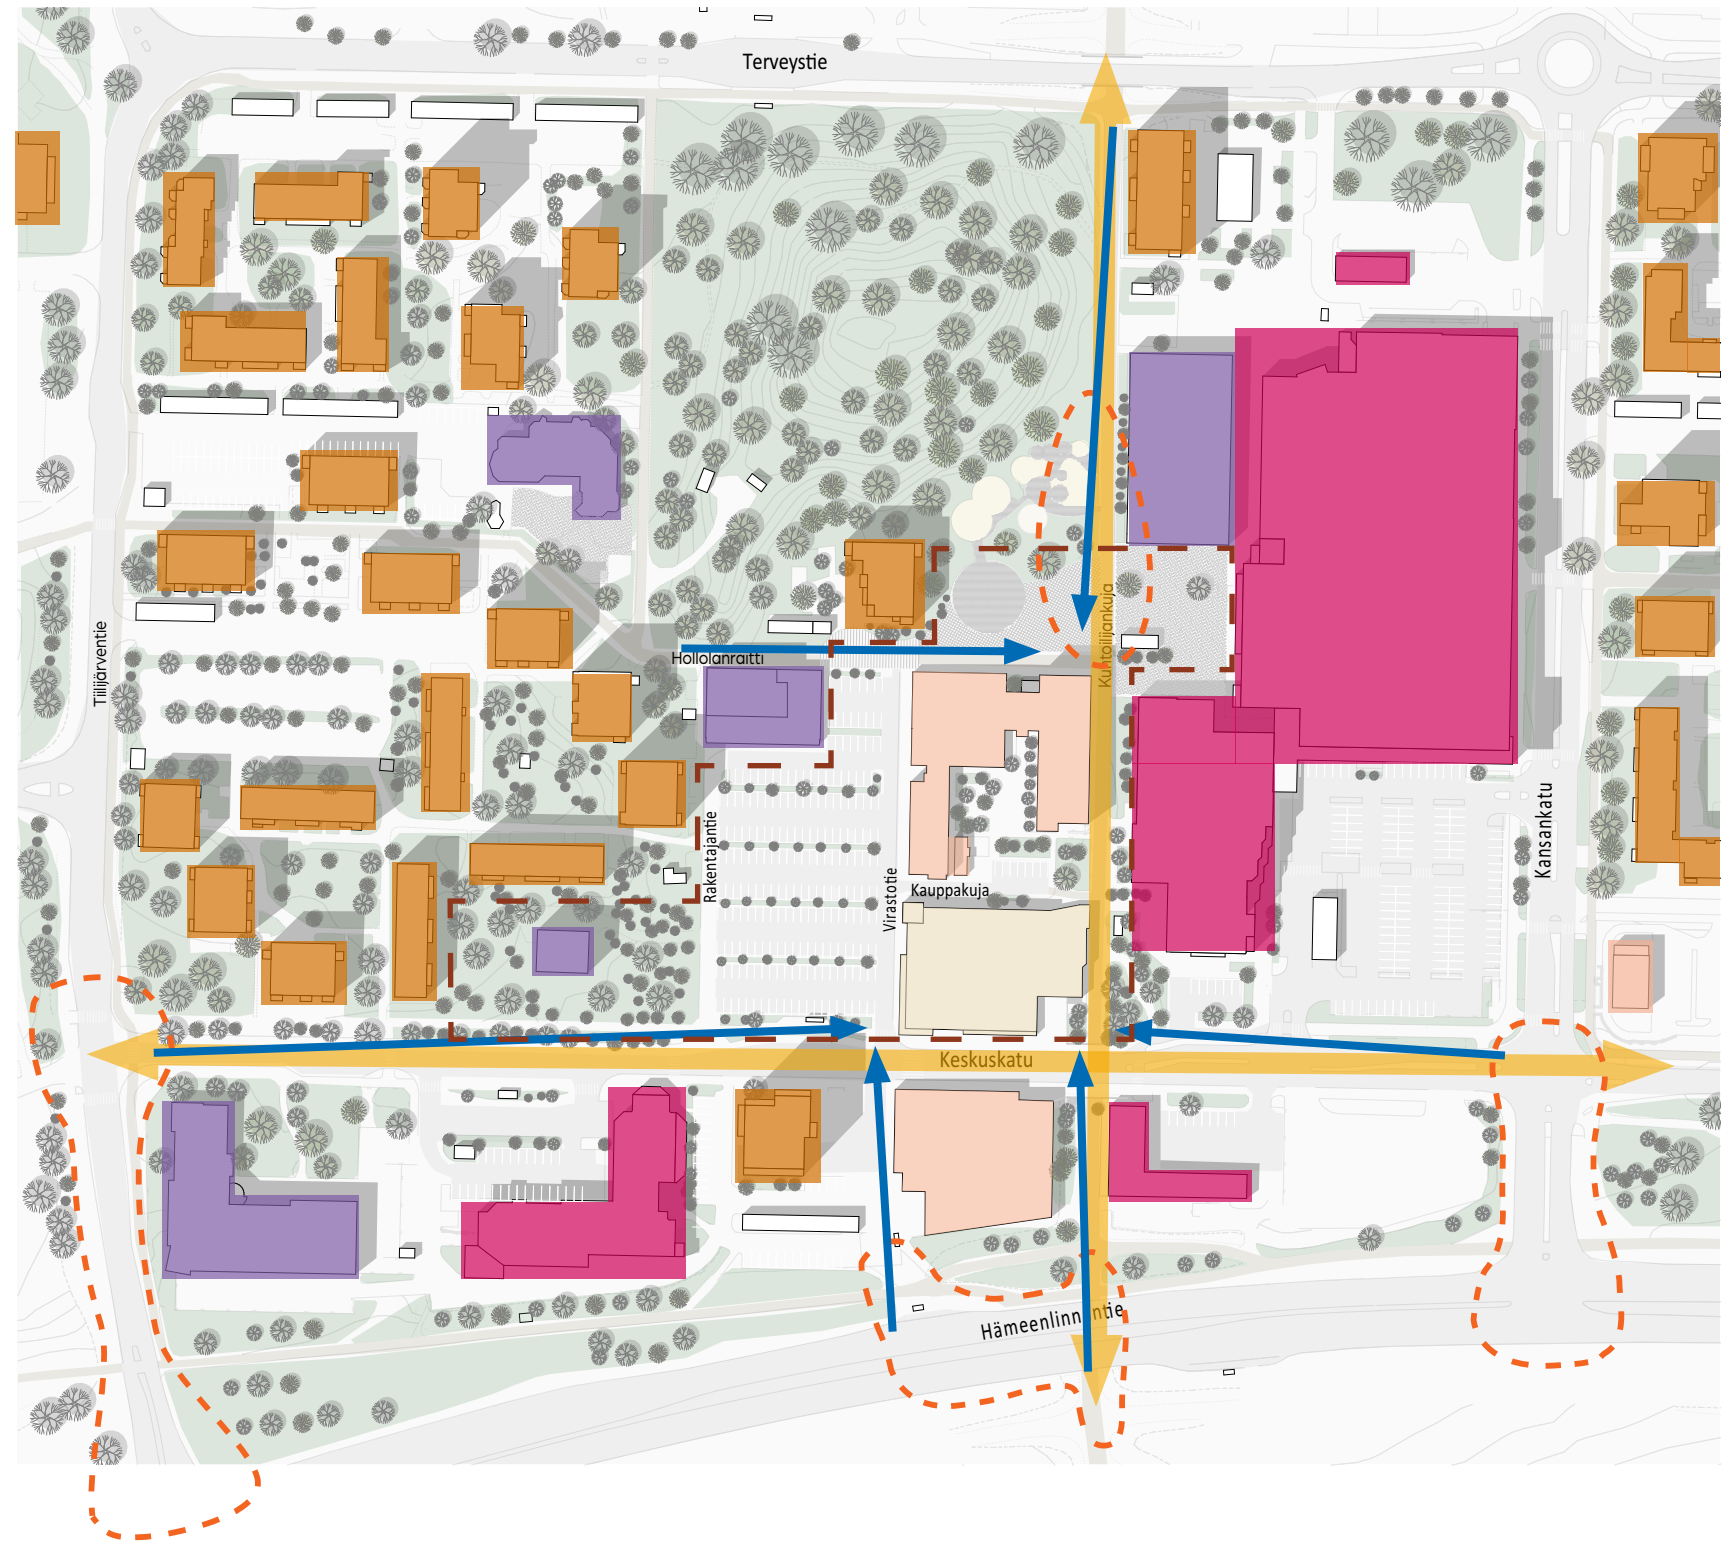 Terveystie
Kuntoilijankuja
Tiilijärventie
Hollolanraitti
Rakentajantie
Virastotie
Kauppakuja
Kansankatu
Keskuskatu
Hämeenlinnantie